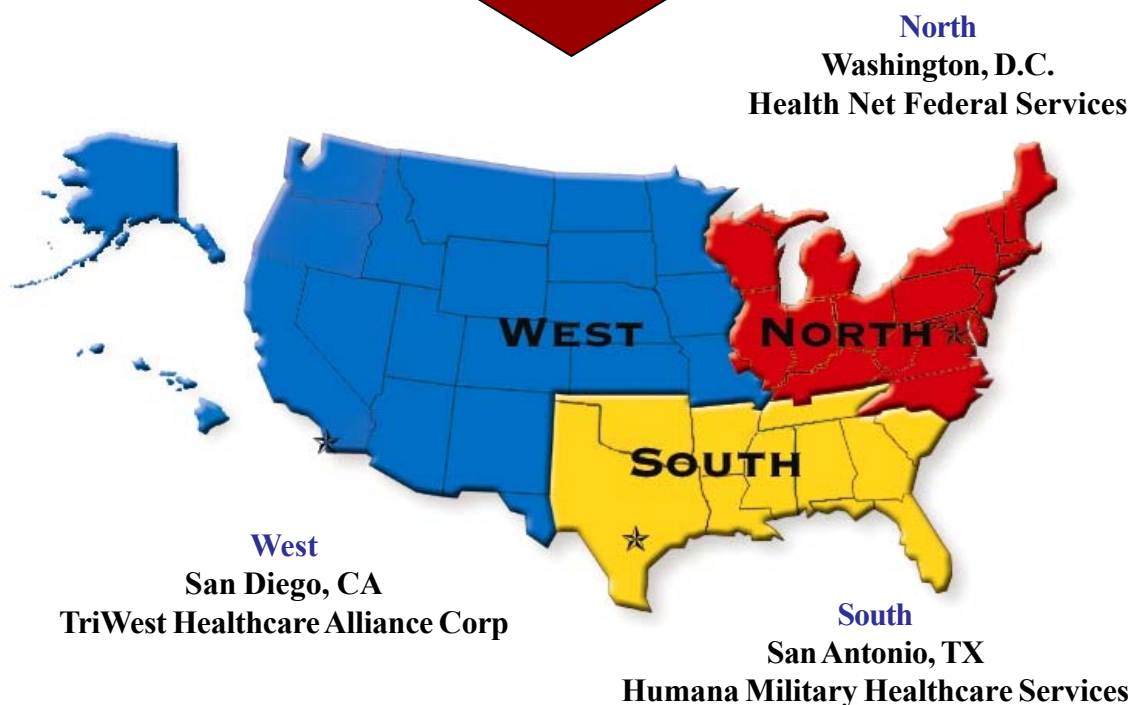 North
Washington, D.C.
Health Net Federal Services
WEST
NORTH
SOUTH
West
San Diego, CA
TriWest Healthcare Alliance Corp
South
San Antonio, TX
Humana Military Healthcare Services